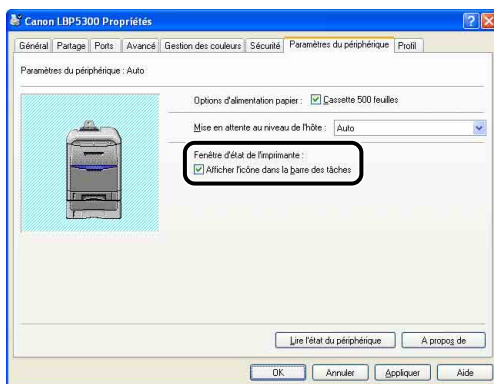 Canon LBP5300 Propriétés
Général Partage Ports Avancé Gestion des couleurs Sécurité Paramètres du périphérique Profil
Paramètres du périphérique : Auto
Options d'alimentation papier : Cassette 500 feuilles
Mise en attente au niveau de l'hôte : Auto
Fenêtre d'état de l'imprimante :
Afficher l'icône dans la barre des tâches
Lire l'état du périphérique A propos de
OK Annuler Appliquer Aide